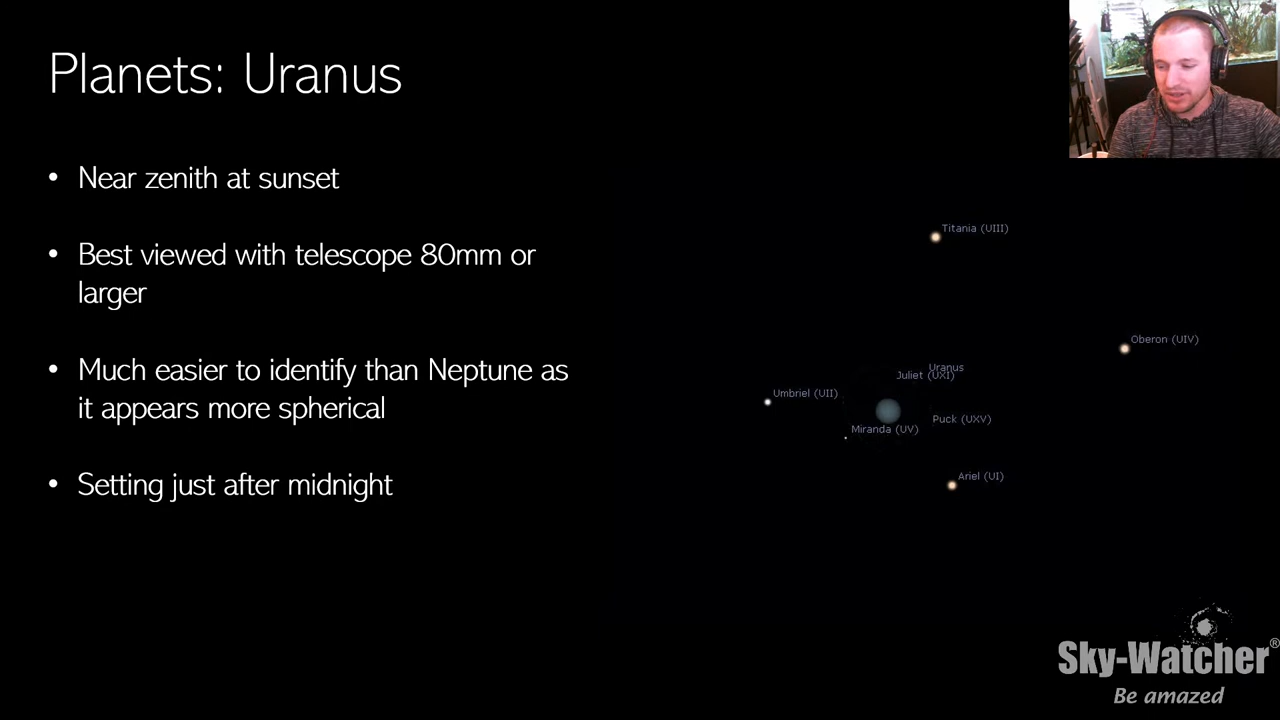 Planets: Uranus
• Near zenith at sunset
• Best viewed with telescope 80mm or
larger
• Much easier to identify than Neptune as
it appears more spherical
• Setting just after midnight
Titania (UIII)
Oberon (UIV)
Uranus
Juliet (UXI)
Umbriel (UII)
Puck (UXV)
Miranda (UV)
Ariel (UI)
Sky-Watcher®
Be amazed